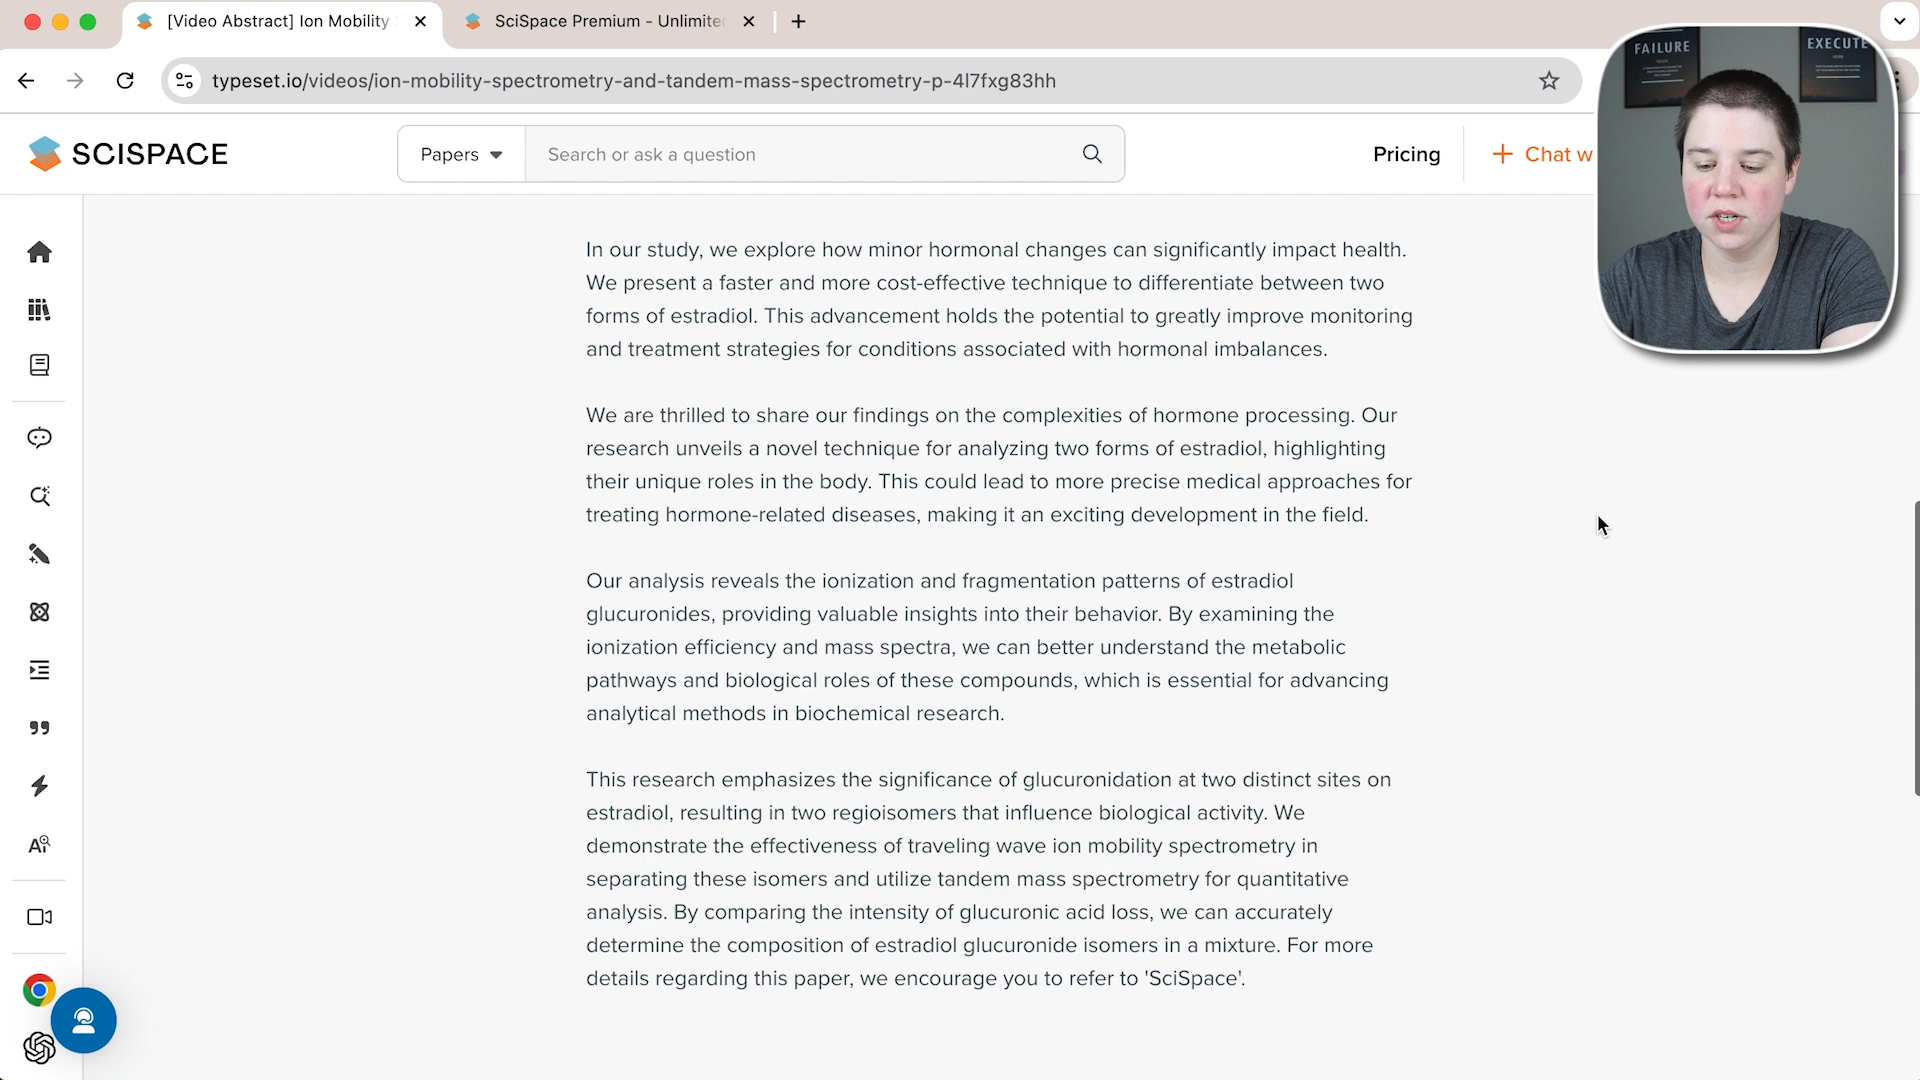 [Video Abstract] Ion Mobility
SciSpace Premium - Unlimited
typeset.io/videos/ion-mobility-spectrometry-and-tandem-mass-spectrometry-p-4l7fxg83hh
FAILURE
EXECUTE
SCISPACE
Papers
Search or ask a question
Pricing
+ Chat w
In our study, we explore how minor hormonal changes can significantly impact health.
We present a faster and more cost-effective technique to differentiate between two
forms of estradiol. This advancement holds the potential to greatly improve monitoring
and treatment strategies for conditions associated with hormonal imbalances.
We are thrilled to share our findings on the complexities of hormone processing. Our
research unveils a novel technique for analyzing two forms of estradiol, highlighting
their unique roles in the body. This could lead to more precise medical approaches for
treating hormone-related diseases, making it an exciting development in the field.
Our analysis reveals the ionization and fragmentation patterns of estradiol
glucuronides, providing valuable insights into their behavior. By examining the
ionization efficiency and mass spectra, we can better understand the metabolic
pathways and biological roles of these compounds, which is essential for advancing
analytical methods in biochemical research.
This research emphasizes the significance of glucuronidation at two distinct sites on
estradiol, resulting in two regioisomers that influence biological activity. We
demonstrate the effectiveness of traveling wave ion mobility spectrometry in
separating these isomers and utilize tandem mass spectrometry for quantitative
analysis. By comparing the intensity of glucuronic acid loss, we can accurately
determine the composition of estradiol glucuronide isomers in a mixture. For more
details regarding this paper, we encourage you to refer to 'SciSpace'.